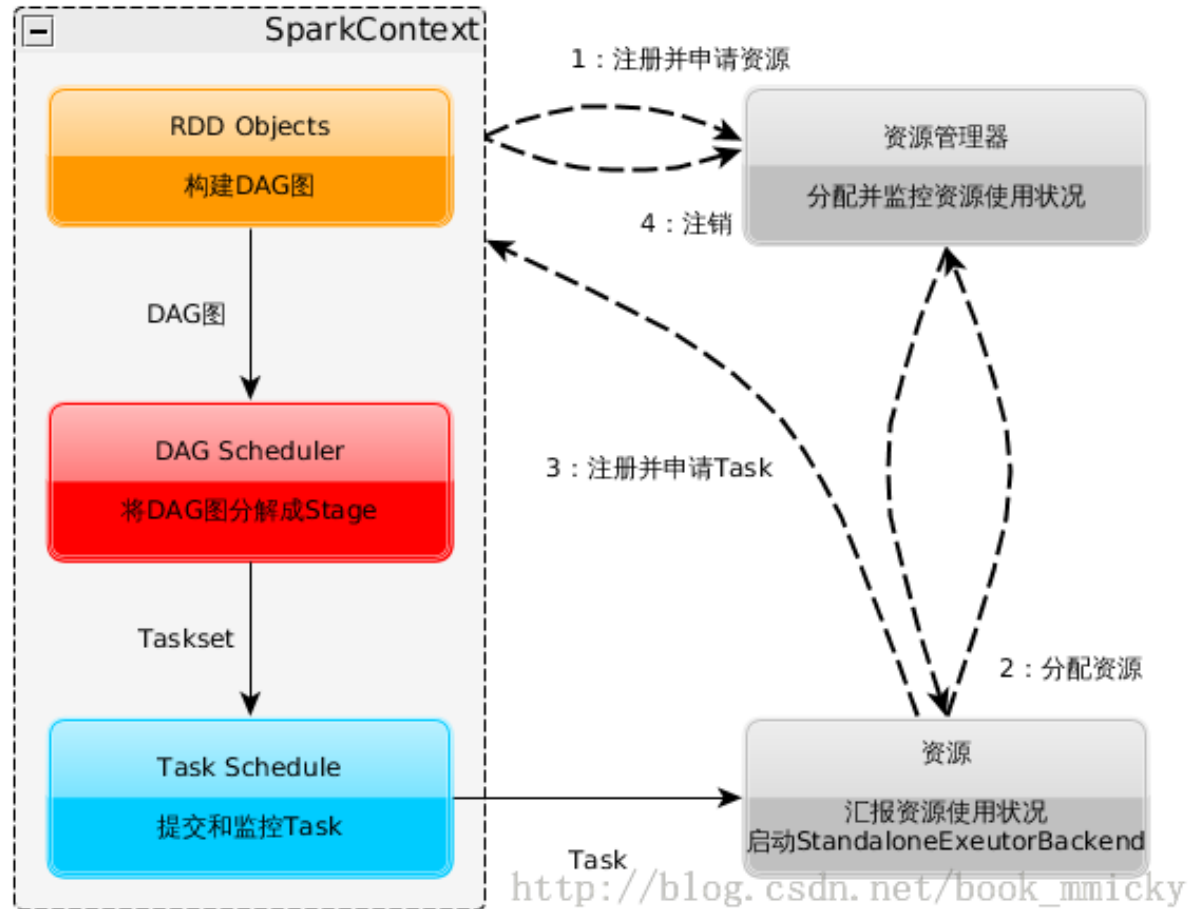 SparkContext
1：注册并申请资源
RDD Objects
构建DAG图
资源管理器
分配并监控资源使用状况
4：注销
DAG图
DAG Scheduler
将DAG图分解成Stage
3：注册并申请Task
Taskset
2：分配资源
Task Schedule
提交和监控Task
资源
汇报资源使用状况
启动StandaloneExeutorBackend
Task
http://blog.csdn.net/book_mmicky